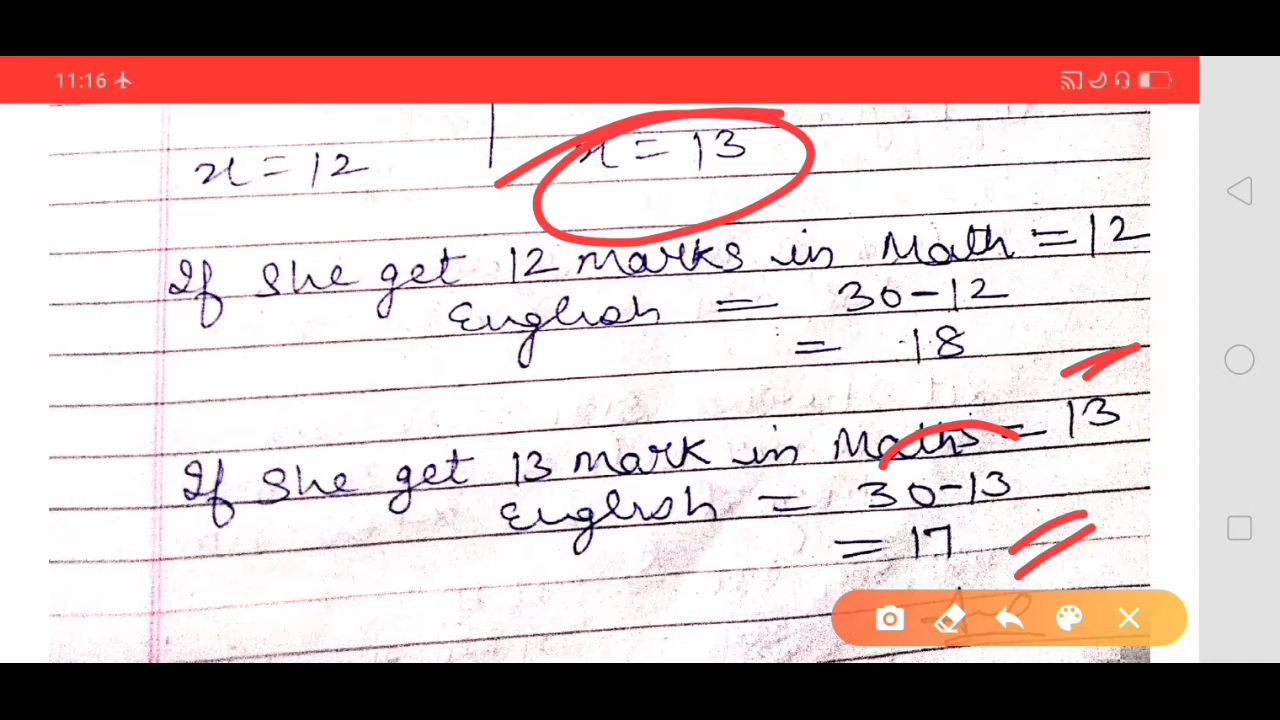 11:16
x = 12
x = 13
If She get 12 marks in Math = 12
English = 30-12
= 18
If She get 13 mark in Maths = 13
English = 30-13
= 17